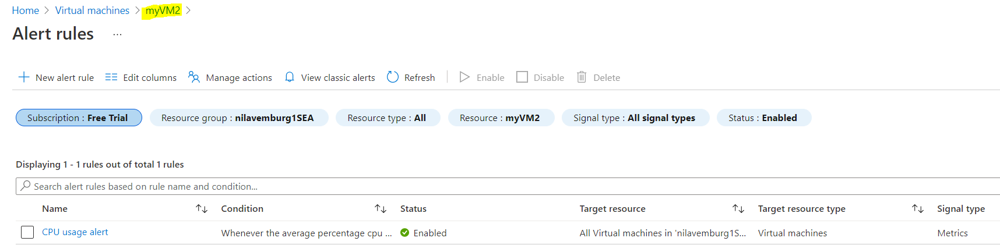 Home > Virtual machines > myVM2 >
Alert rules ...
New alert rule Edit columns Manage actions View classic alerts Refresh Enable Disable Delete
Subscription : Free Trial Resource group : nilavemburg1SEA Resource type : All Resource : myVM2 Signal type : All signal types Status : Enabled
Displaying 1 - 1 rules out of total 1 rules
Search alert rules based on rule name and condition...
Name Condition Status Target resource Target resource type Signal type
CPU usage alert Whenever the average percentage cpu ... Enabled All Virtual machines in 'nilavemburg1S... Virtual machines Metrics